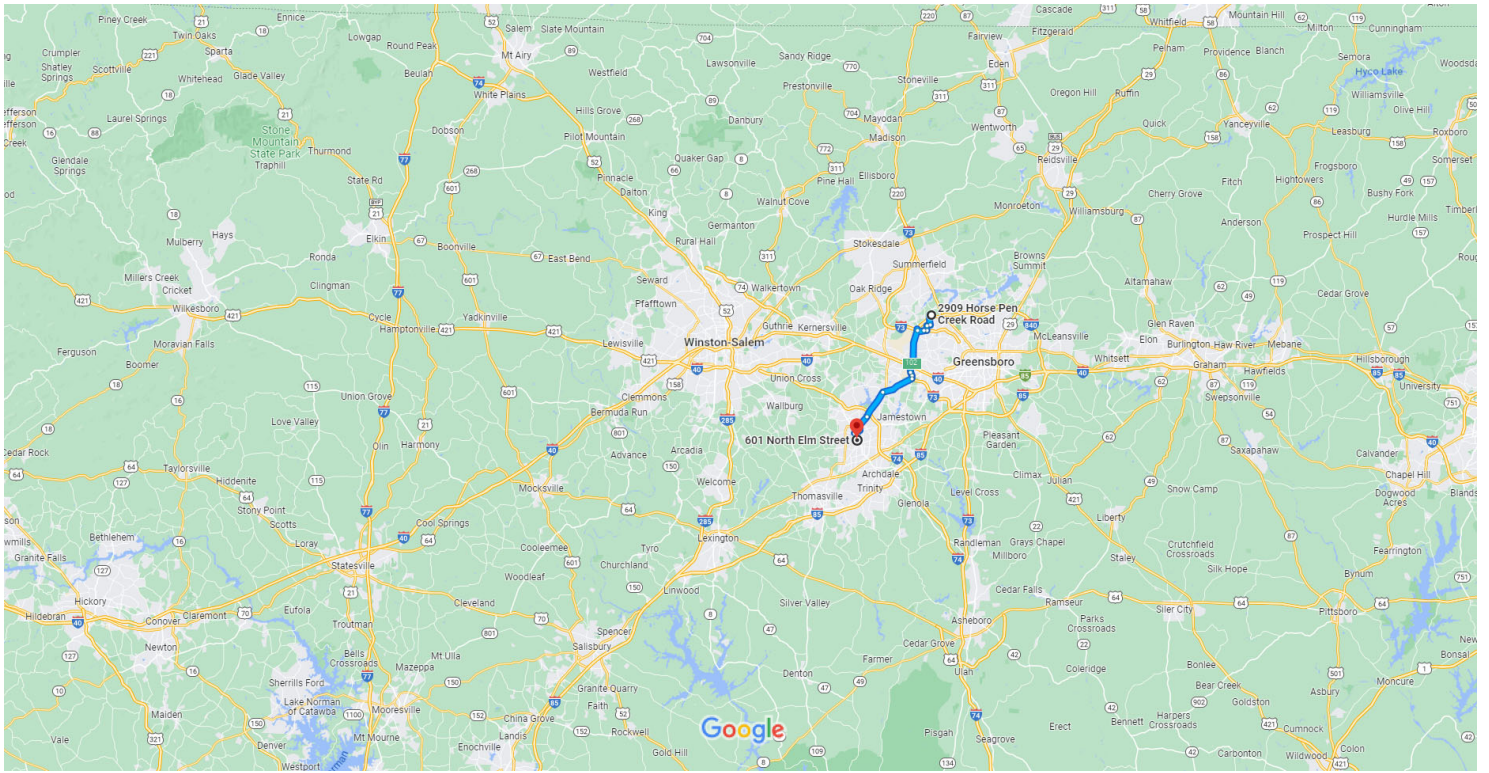 Piney Creek
Ennice
Lowgap
Salem
Slate Mountain
Cascade
Whitfield
Mountain Hill
Milton
Cunningham
Twin Oaks
Round Peak
Mt Airy
Lawsonville
Sandy Ridge
Fairview
Fitzgerald
Pelham
Providence
Blanch
Crumpler
Shatley
Springs
Scottville
Sparta
Whitehead
Glade Valley
Beulah
White Plains
Westfield
Prestonville
Stoneville
Eden
Semora
Hyco Lake
Laurel Springs
Stone
Mountain
State Park
Traphill
Thurmond
Dobson
Hills Grove
Pilot Mountain
Danbury
Mayodan
Madison
Wentworth
Oregon Hill
Ruffin
Quick
Williamsville
Olive Hill
Yanceyville
Leasburg
Roxboro
Glendale
Springs
State Rd
Pinnacle
Dalton
Quaker Gap
Pine Hall
Ellisboro
Reidsville
Frogsboro
Somerset
Fitch
Hightowers
Bushy Fork
Cherry Grove
Hays
Mulberry
Elkin
Ronda
Boonville
King
Germanton
Walnut Cove
Rural Hall
Monroeton
Williamsburg
Anderson
Hurdle Mills
Prospect Hill
Millers Creek
Cricket
Wilkesboro
Clingman
East Bend
Seward
Pfafftown
Walkertown
Stokesdale
Summerfield
Oak Ridge
Browns
Summit
Altamahaw
Cedar Grove
Moravian Falls
Cycle
Hamptonville
Yadkinville
Lewisville
Winston-Salem
Guthrie
Kernersville
2909 Horse Pen
Creek Road
McLeansville
Greensboro
Glen Raven
Elon
Burlington
Haw River
Mebane
Hillsborough
Ferguson
Boomer
Union Grove
Clemmons
Bermuda Run
Union Cross
Wallburg
Whitsett
Graham
Hawfields
Swepsonville
University
Love Valley
Olin
Harmony
Advance
Arcadia
601 North Elm Street
Jamestown
Pleasant
Garden
Saxapahaw
Calvander
Chapel Hill
Cedar Rock
Taylorsville
Hiddenite
Stony Point
Scotts
Mocksville
Welcome
Archdale
Trinity
Thomasville
Glenola
Climax
Julian
Level Cross
Snow Camp
Liberty
Dogwood
Acres
Bethlehem
Granite Falls
Loray
Cool Springs
Statesville
Cooleemee
Tyro
Churchland
Lexington
Randleman
Grays Chapel
Millboro
Staley
Crutchfield
Crossroads
Silk Hope
Fearrington
Bynum
Hickory
Hildebran
Conover
Claremont
Newton
Eufola
Troutman
Woodleaf
Cleveland
Linwood
Silver Valley
Cedar Falls
Ramseur
Siler City
Pittsboro
Asheboro
Parks
Crossroads
Bells
Crossroads
Mt Ulla
Mazeppa
Spencer
Salisbury
Denton
Farmer
Cedar Grove
Ulah
Coleridge
Bonlee
Bear Creek
Moncure
Bonsal
Sherrills Ford
Lake Norman
of Catawba
Mooresville
Mt Mourne
Granite Quarry
Faith
Rockwell
China Grove
Landis
Enochville
Gold Hill
Google
Pisgah
Seagrove
Erect
Bennett
Harpers
Crossroads
Goldston
Asbury
Cumnock
Carbonton
Wildwood
Colon
Maiden
Vale
Denver
Westport